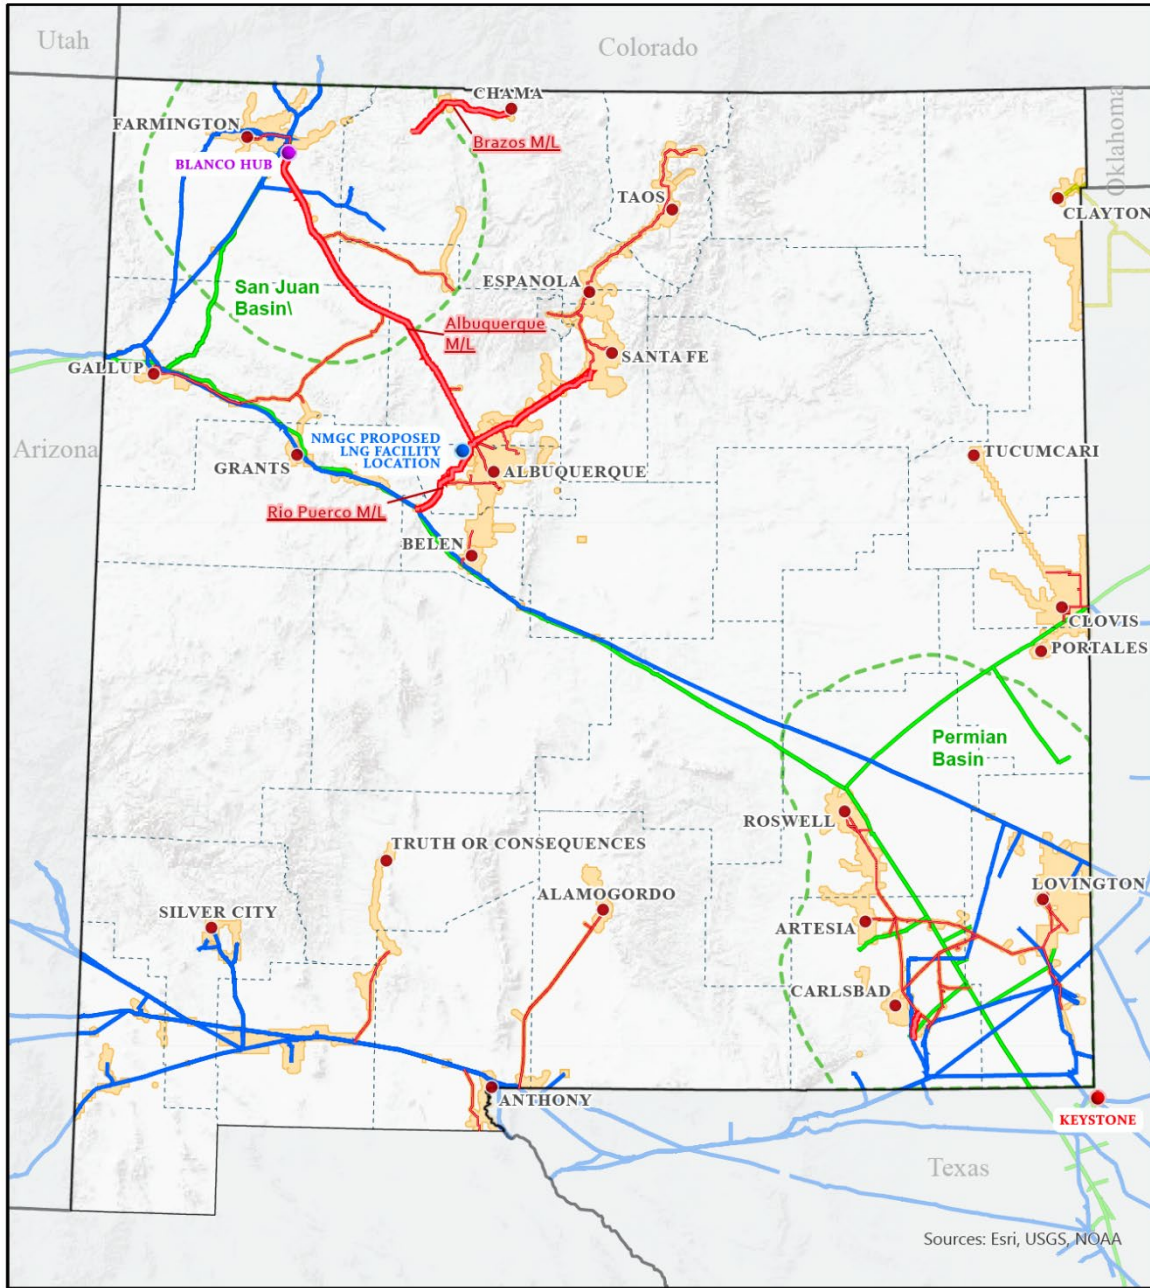 Utah
Colorado
Oklahoma
CHAMA
FARMINGTON
Brazos M/L
BLANCO HUB
TAOS
CLAYTON
ESPANOLA
San Juan
Basin\
Albuquerque
M/L
SANTA FE
GALLUP
Arizona
NMGC PROPOSED
LNG FACILITY
LOCATION
GRANTS
ALBUQUERQUE
TUCUMCARI
Rio Puerco M/L
BELEN
CLOVIS
PORTALES
Permian
Basin
ROSWELL
TRUTH OR CONSEQUENCES
ALAMOGORDO
LOVINGTON
SILVER CITY
ARTESIA
CARLSBAD
ANTHONY
KEYSTONE
Texas
Sources: Esri, USGS, NOAA